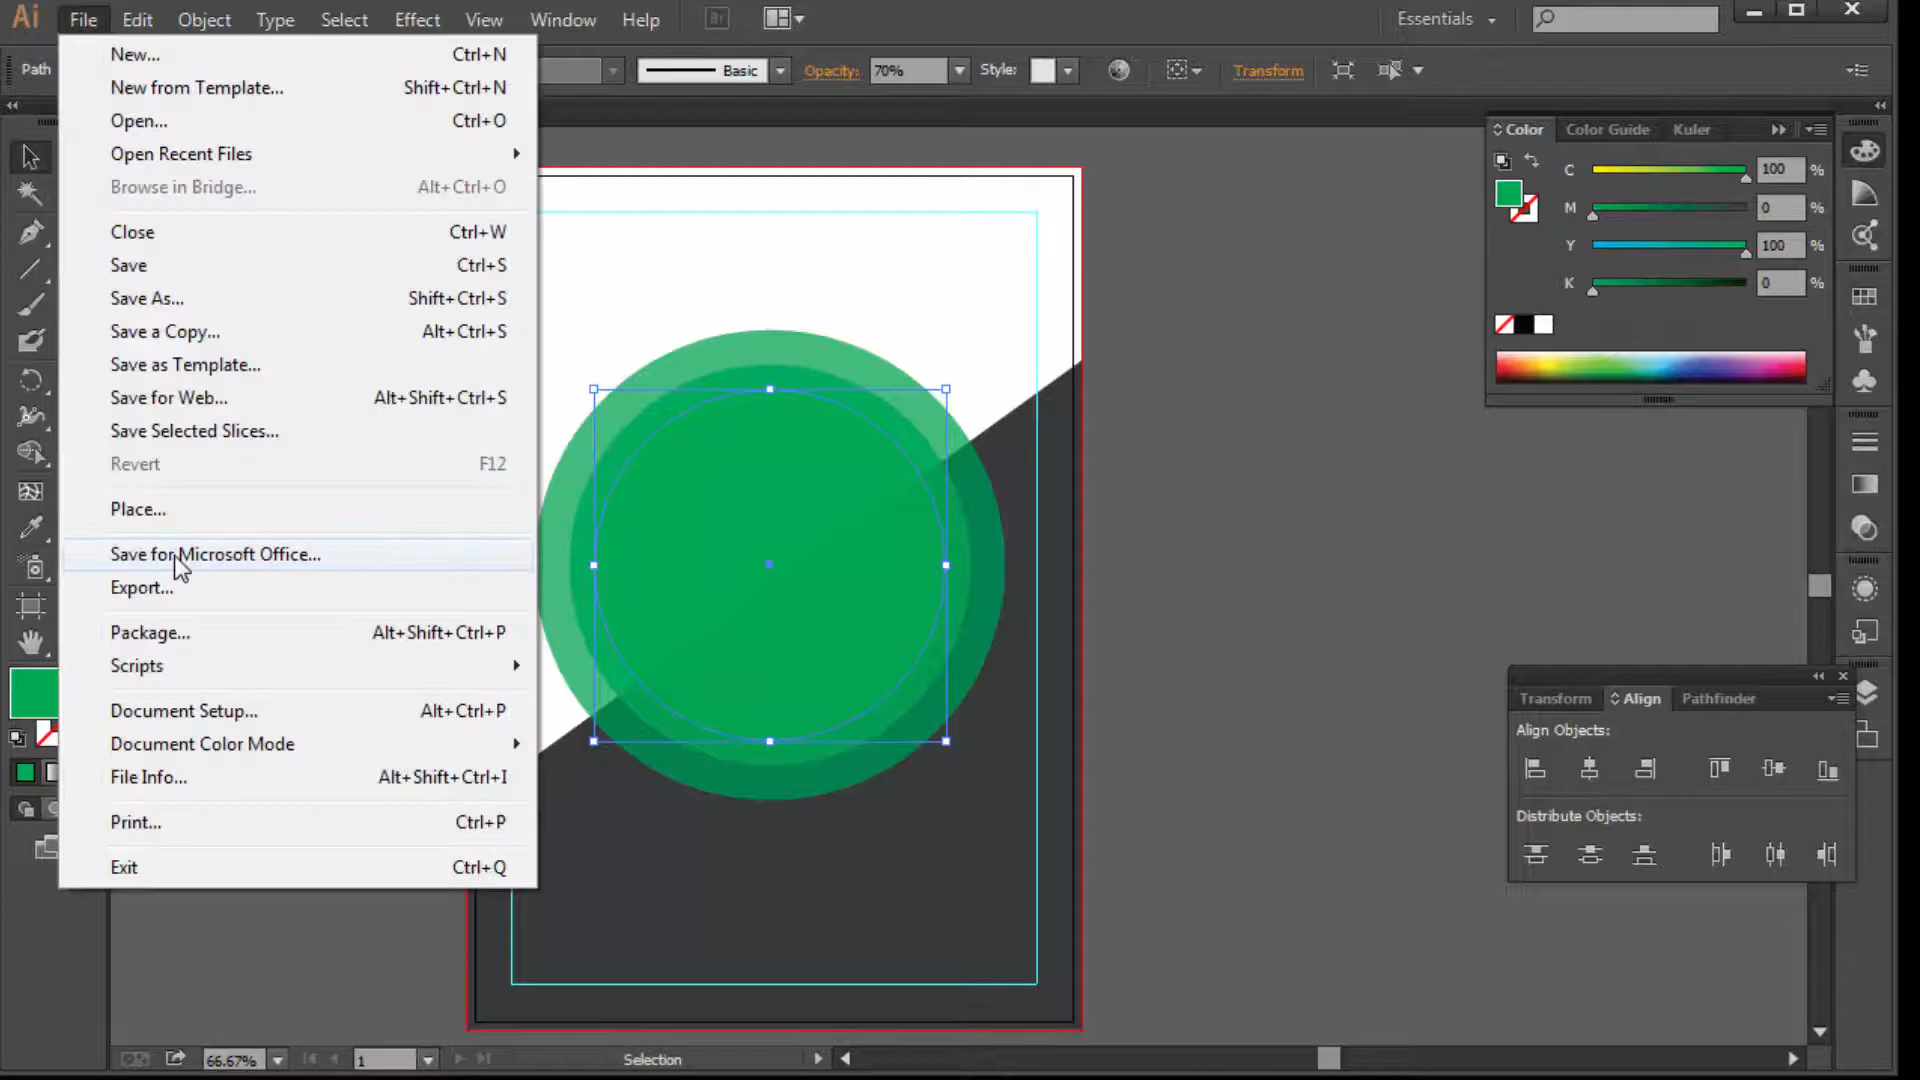 Ai File Edit Object Type Select Effect View Window Help Br Essentials
Path Basic Opacity: 70% Style: Transform
New... Ctrl+N
New from Template... Shift+Ctrl+N
Open... Ctrl+O
Open Recent Files
Browse in Bridge... Alt+Ctrl+O
Close Ctrl+W
Save Ctrl+S
Save As... Shift+Ctrl+S
Save a Copy... Alt+Ctrl+S
Save as Template...
Save for Web... Alt+Shift+Ctrl+S
Save Selected Slices...
Revert F12
Place...
Save for Microsoft Office...
Export...
Package... Alt+Shift+Ctrl+P
Scripts
Document Setup... Alt+Ctrl+P
Document Color Mode
File Info... Alt+Shift+Ctrl+I
Print... Ctrl+P
Exit Ctrl+Q
Color Color Guide Kuler
C 100 %
M 0 %
Y 100 %
K 0 %
Transform Align Pathfinder
Align Objects:
Distribute Objects:
66.67% 1 Selection